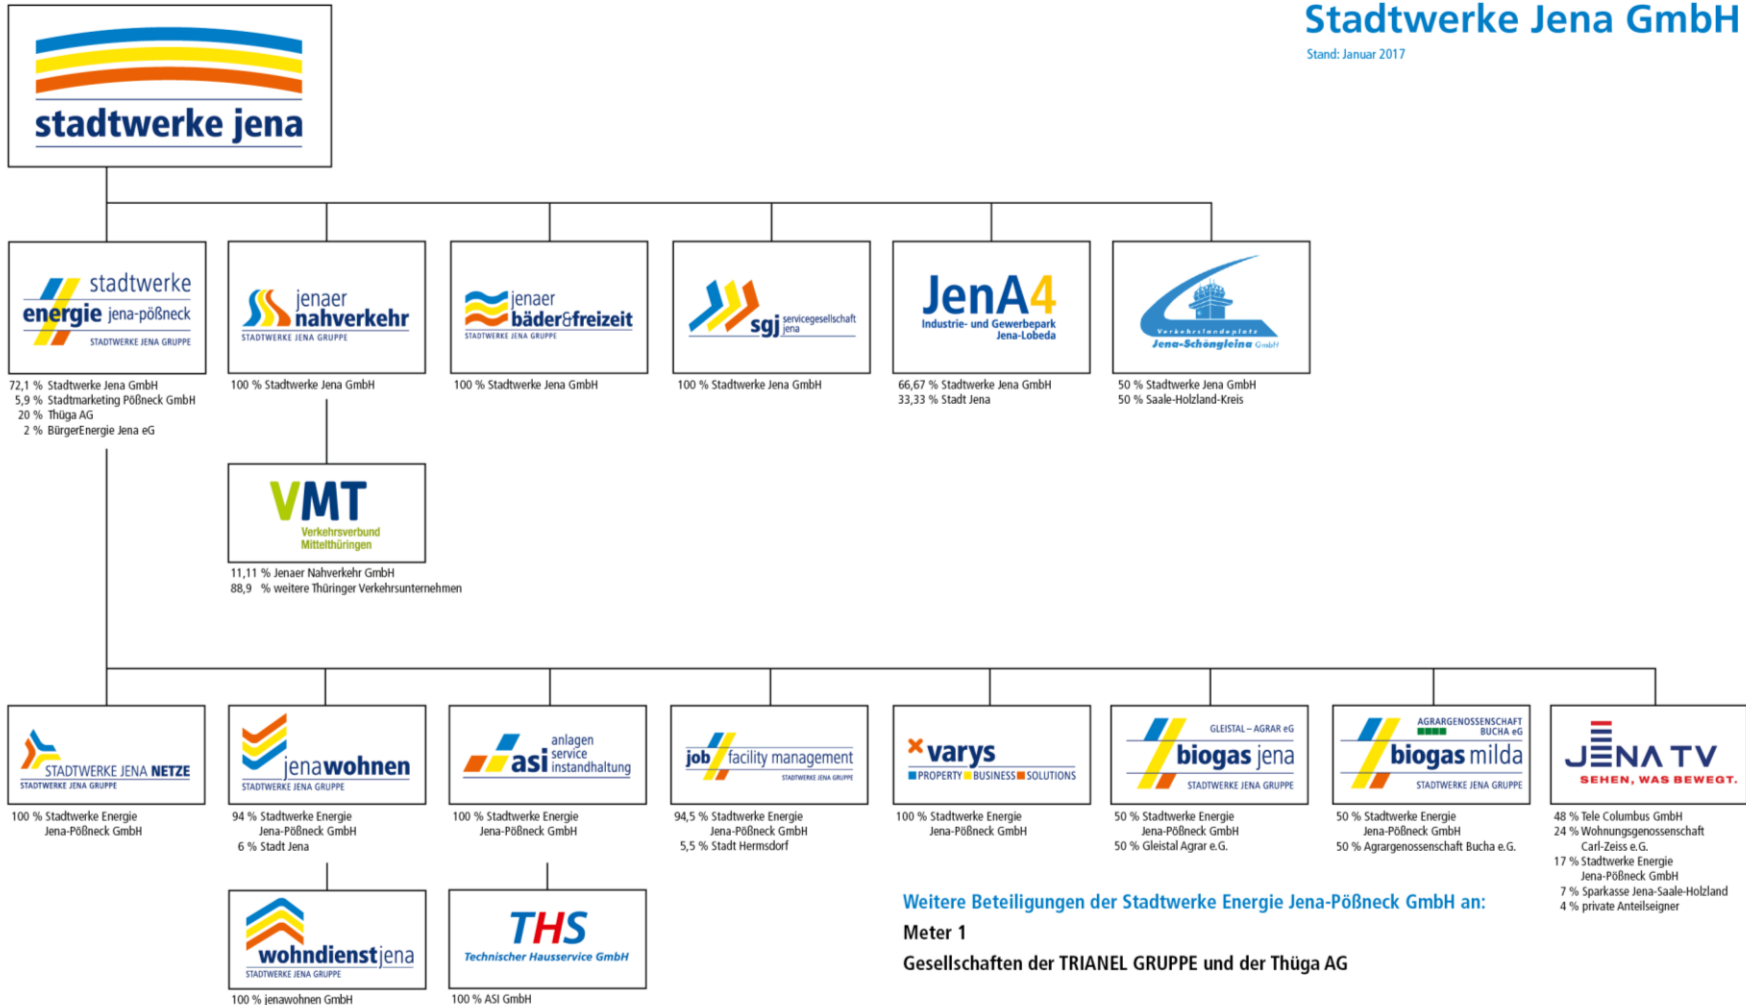 Stadtwerke Jena GmbH
Stand: Januar 2017
stadtwerke jena
stadtwerke
energie jena-pößneck
STADTWERKE JENA GRUPPE
72,1 % Stadtwerke Jena GmbH
5,9 % Stadtmarketing Pößneck GmbH
20 % Thüga AG
2 % BürgerEnergie Jena eG
jenaer
nahverkehr
STADTWERKE JENA GRUPPE
100 % Stadtwerke Jena GmbH
jenaer
bäder&freizeit
STADTWERKE JENA GRUPPE
100 % Stadtwerke Jena GmbH
sgj servicegesellschaft
jena
100 % Stadtwerke Jena GmbH
JenA4
Industrie- und Gewerbepark
Jena-Lobeda
66,67 % Stadtwerke Jena GmbH
33,33 % Stadt Jena
Verkehrslandeplatz
Jena-Schöngleina GmbH
50 % Stadtwerke Jena GmbH
50 % Saale-Holzland-Kreis
VMT
Verkehrsverbund
Mittelthüringen
11,11 % Jenaer Nahverkehr GmbH
88,9 % weitere Thüringer Verkehrsunternehmen
STADTWERKE JENA NETZE
STADTWERKE JENA GRUPPE
100 % Stadtwerke Energie
Jena-Pößneck GmbH
jenawohnen
STADTWERKE JENA GRUPPE
94 % Stadtwerke Energie
Jena-Pößneck GmbH
6 % Stadt Jena
anlagen
service
asi instandhaltung
100 % Stadtwerke Energie
Jena-Pößneck GmbH
job facility management
STADTWERKE JENA GRUPPE
94,5 % Stadtwerke Energie
Jena-Pößneck GmbH
5,5 % Stadt Hermsdorf
varys
PROPERTY BUSINESS SOLUTIONS
100 % Stadtwerke Energie
Jena-Pößneck GmbH
GLEISTAL – AGRAR eG
biogas jena
STADTWERKE JENA GRUPPE
50 % Stadtwerke Energie
Jena-Pößneck GmbH
50 % Gleistal Agrar e.G.
AGRARGENOSSENSCHAFT
BUCHA eG
biogas milda
STADTWERKE JENA GRUPPE
50 % Stadtwerke Energie
Jena-Pößneck GmbH
50 % Agrargenossenschaft Bucha e.G.
JENA TV
SEHEN, WAS BEWEGT.
48 % Tele Columbus GmbH
24 % Wohnungsgenossenschaft
Carl-Zeiss e.G.
17 % Stadtwerke Energie
Jena-Pößneck GmbH
7 % Sparkasse Jena-Saale-Holzland
4 % private Anteilseigner
wohndienstjena
STADTWERKE JENA GRUPPE
100 % jenawohnen GmbH
THS
Technischer Hausservice GmbH
100 % ASI GmbH
Weitere Beteiligungen der Stadtwerke Energie Jena-Pößneck GmbH an:
Meter 1
Gesellschaften der TRIANEL GRUPPE und der Thüga AG